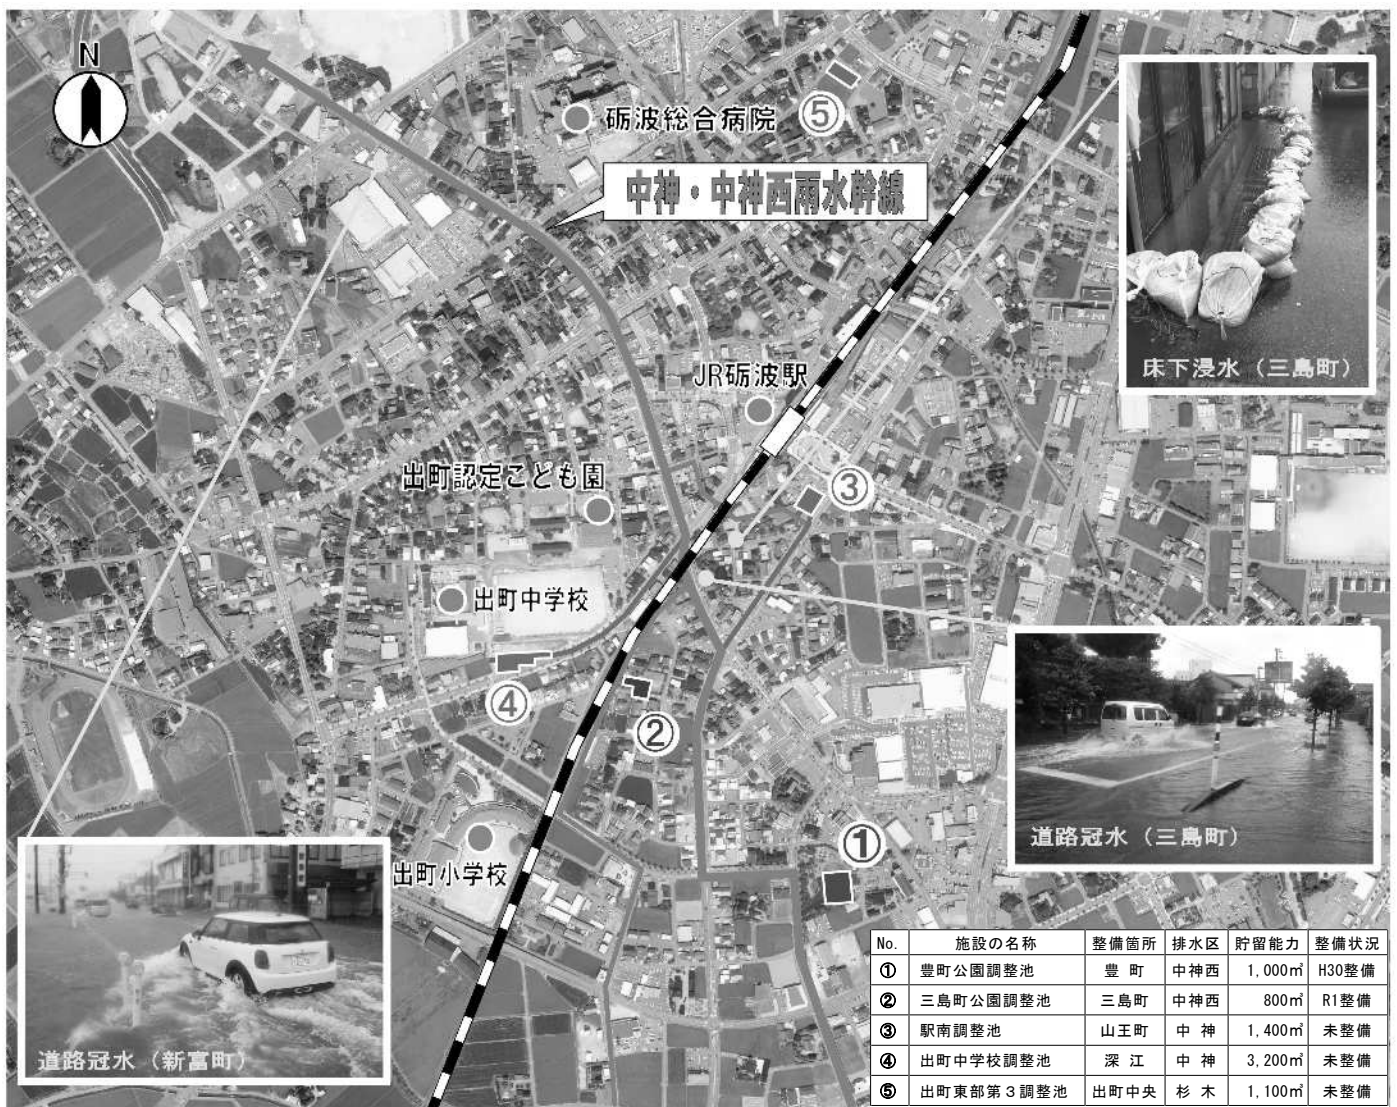 N
⑤
砺波総合病院
中神・中神西雨水幹線
床下浸水（三島町）
JR砺波駅
③
出町認定こども園
出町中学校
④
②
道路冠水（三島町）
①
出町小学校
道路冠水（新富町）
No. 施設の名称 整備箇所 排水区 貯留能力 整備状況
① 豊町公園調整池 豊 町 中神西 1,000㎥ H30整備
② 三島町公園調整池 三島町 中神西 800㎥ R1整備
③ 駅南調整池 山王町 中 神 1,400㎥ 未整備
④ 出町中学校調整池 深 江 中 神 3,200㎥ 未整備
⑤ 出町東部第３調整池 出町中央 杉 木 1,100㎥ 未整備